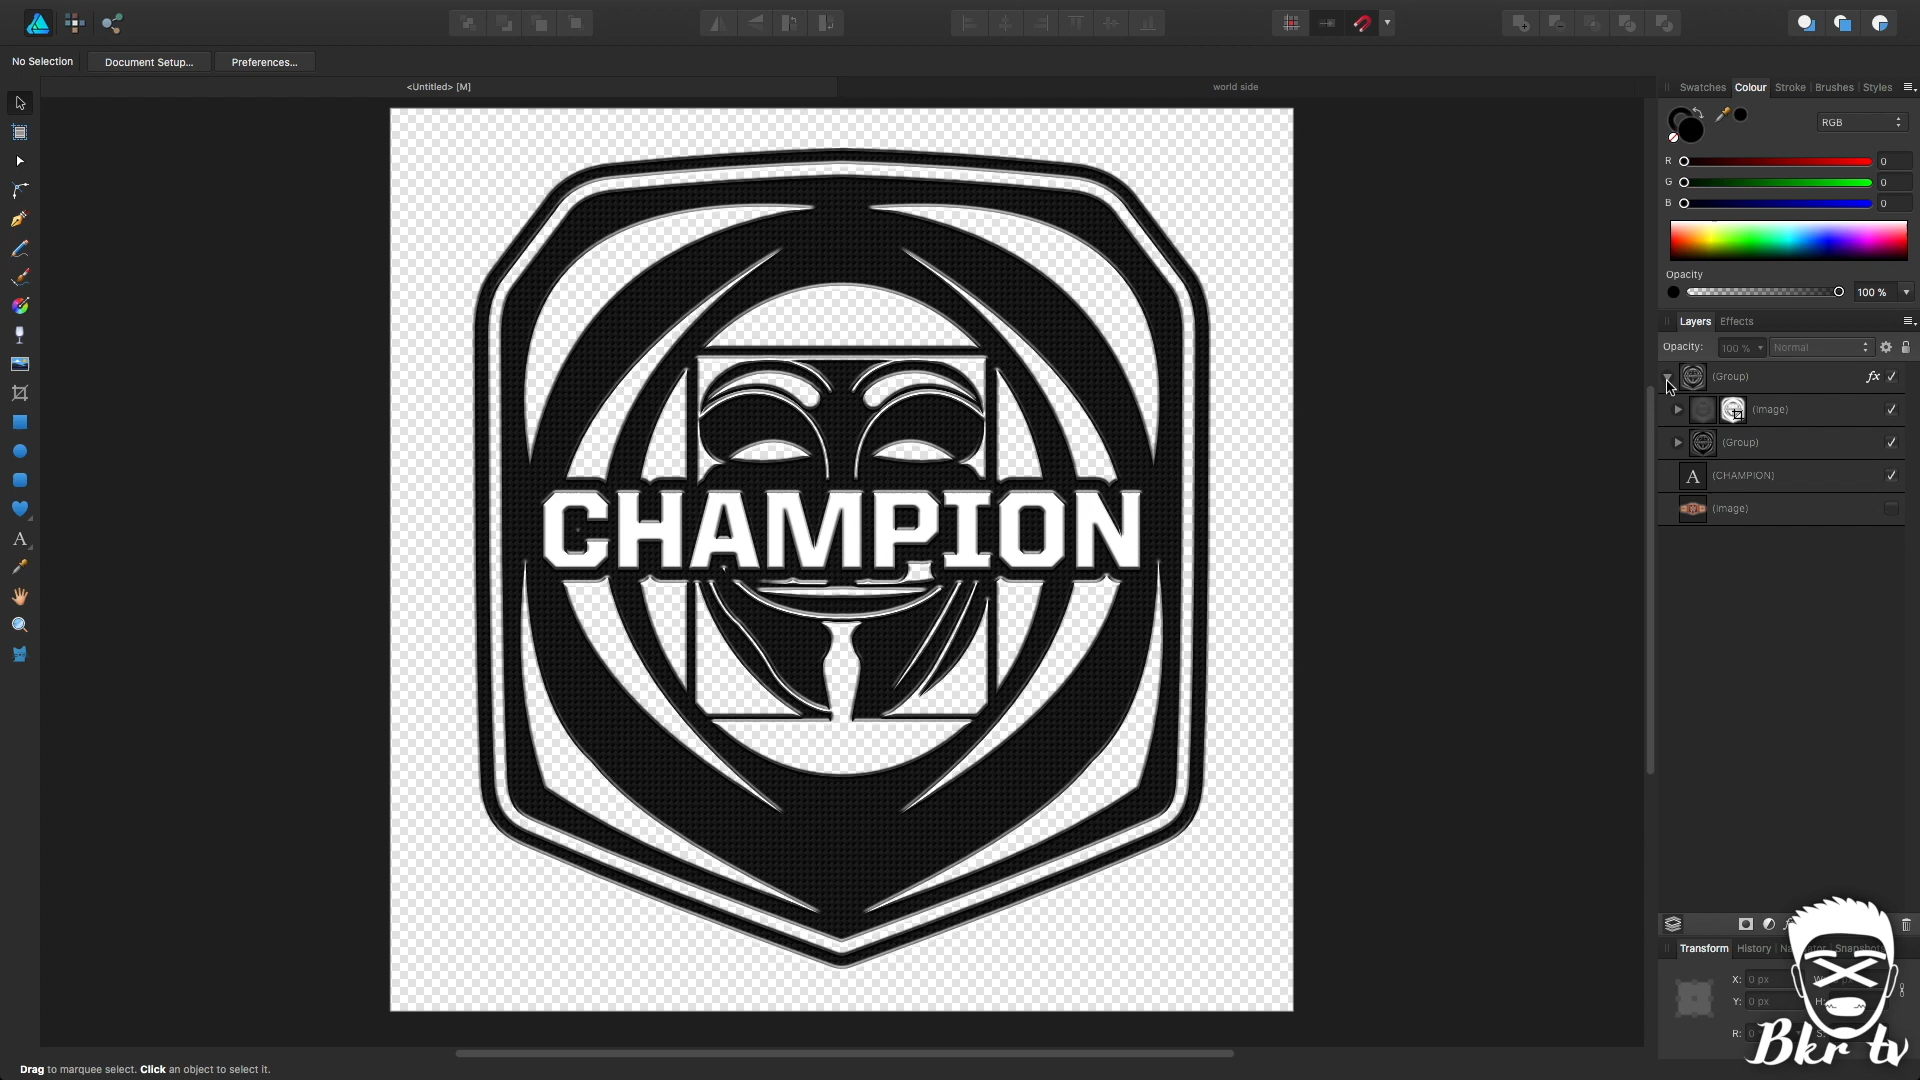 No Selection
Document Setup...
Preferences...
<Untitled> [M]
world side
Swatches
Colour
Stroke
Brushes
Styles
RGB
R
0
G
0
B
0
Opacity
100 %
Layers
Effects
Opacity:
100 %
Normal
(Group)
fx
(Image)
(Group)
A
(CHAMPION)
(Image)
CHAMPION
A
Transform
History
Snapshots
X:
0 px
Y:
0 px
R:
Bkr tv
Drag to marquee select. Click an object to select it.